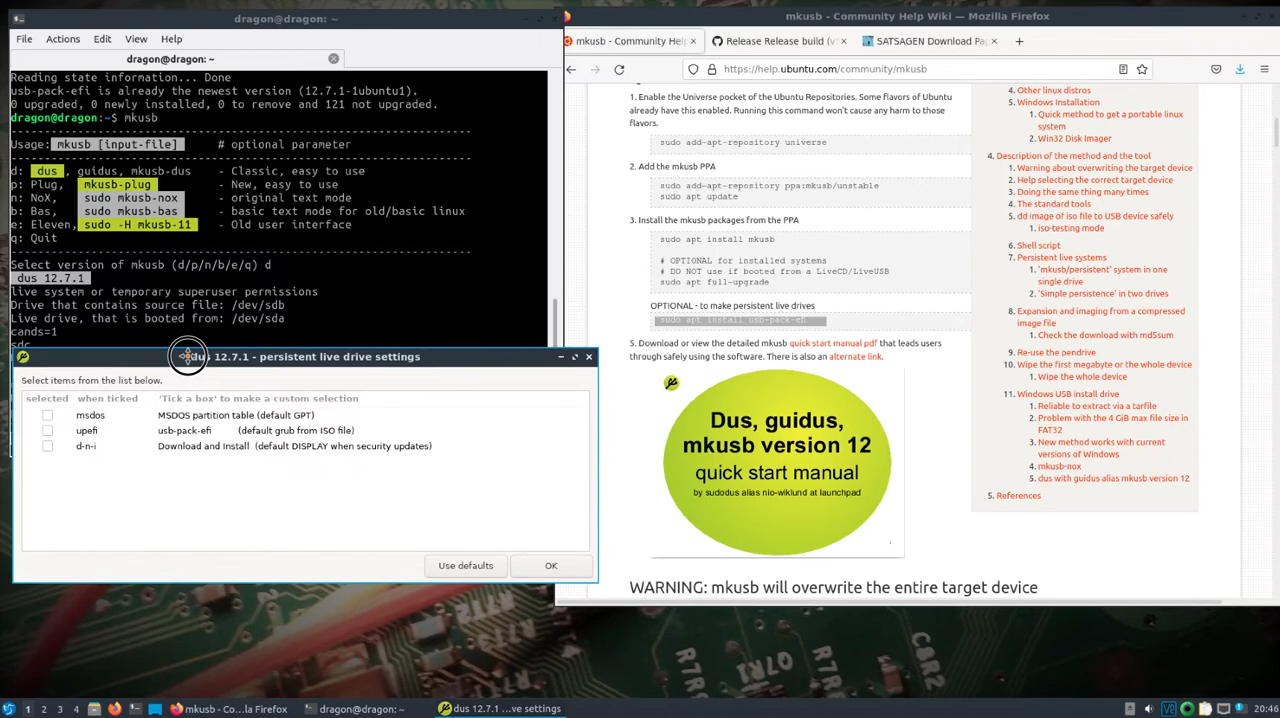 dragon@dragon: ~
File Actions Edit View Help
dragon@dragon: ~
Reading state information... Done
usb-pack-efi is already the newest version (12.7.1-1ubuntu1).
0 upgraded, 0 newly installed, 0 to remove and 121 not upgraded.
dragon@dragon:~$ mkusb
Usage: mkusb [input-file] # optional parameter
d: dus , guidus, mkusb-dus - Classic, easy to use
p: Plug, mkusb-plug - New, easy to use
n: NoX, sudo mkusb-nox - original text mode
b: Bas, sudo mkusb-bas - basic text mode for old/basic linux
e: Eleven, sudo -H mkusb-11 - Old user interface
q: Quit
Select version of mkusb (d/p/n/b/e/q) d
dus 12.7.1
live system or temporary superuser permissions
Drive that contains source file: /dev/sdb
Live drive, that is booted from: /dev/sda
cands=1
sdc
dus 12.7.1 - persistent live drive settings
Select items from the list below.
selected when ticked 'Tick a box' to make a custom selection
msdos MSDOS partition table (default GPT)
upefi usb-pack-efi (default grub from ISO file)
d-n-i Download and Install (default DISPLAY when security updates)
Use defaults OK
mkusb - Community Help Wiki — Mozilla Firefox
mkusb - Community Help
Release Release build (v
SATSAGEN Download Pag
https://help.ubuntu.com/community/mkusb
1. Enable the Universe pocket of the Ubuntu Repositories. Some flavors of Ubuntu
already have this enabled. Running this command won't cause any harm to those
flavors.
sudo add-apt-repository universe
2. Add the mkusb PPA
sudo add-apt-repository ppa:mkusb/unstable
sudo apt update
3. Install the mkusb packages from the PPA
sudo apt install mkusb
# OPTIONAL for installed systems
# DO NOT use if booted from a LiveCD/LiveUSB
sudo apt full-upgrade
OPTIONAL - to make persistent live drives
sudo apt install usb-pack-efi
5. Download or view the detailed mkusb quick start manual pdf that leads users
through safely using the software. There is also an alternate link.
Dus, guidus,
mkusb version 12
quick start manual
by sudodus alias nio-wiklund at launchpad
WARNING: mkusb will overwrite the entire target device
4. Other linux distros
5. Windows Installation
1. Quick method to get a portable linux
system
2. Win32 Disk Imager
4. Description of the method and the tool
1. Warning about overwriting the target device
2. Help selecting the correct target device
3. Doing the same thing many times
4. The standard tools
5. dd image of iso file to USB device safely
1. iso-testing mode
6. Shell script
7. Persistent live systems
1. 'mkusb/persistent' system in one
single drive
2. 'Simple persistence' in two drives
8. Expansion and imaging from a compressed
image file
1. Check the download with md5sum
9. Re-use the pendrive
10. Wipe the first megabyte or the whole device
1. Wipe the whole device
11. Windows USB install drive
1. Reliable to extract via a tarfile
2. Problem with the 4 GiB max file size in
FAT32
3. New method works with current
versions of Windows
4. mkusb-nox
5. dus with guidus alias mkusb version 12
5. References
1 2 3 4 mkusb - Co...la Firefox dragon@dragon: ~ dus 12.7.1 ...ve settings 20:46